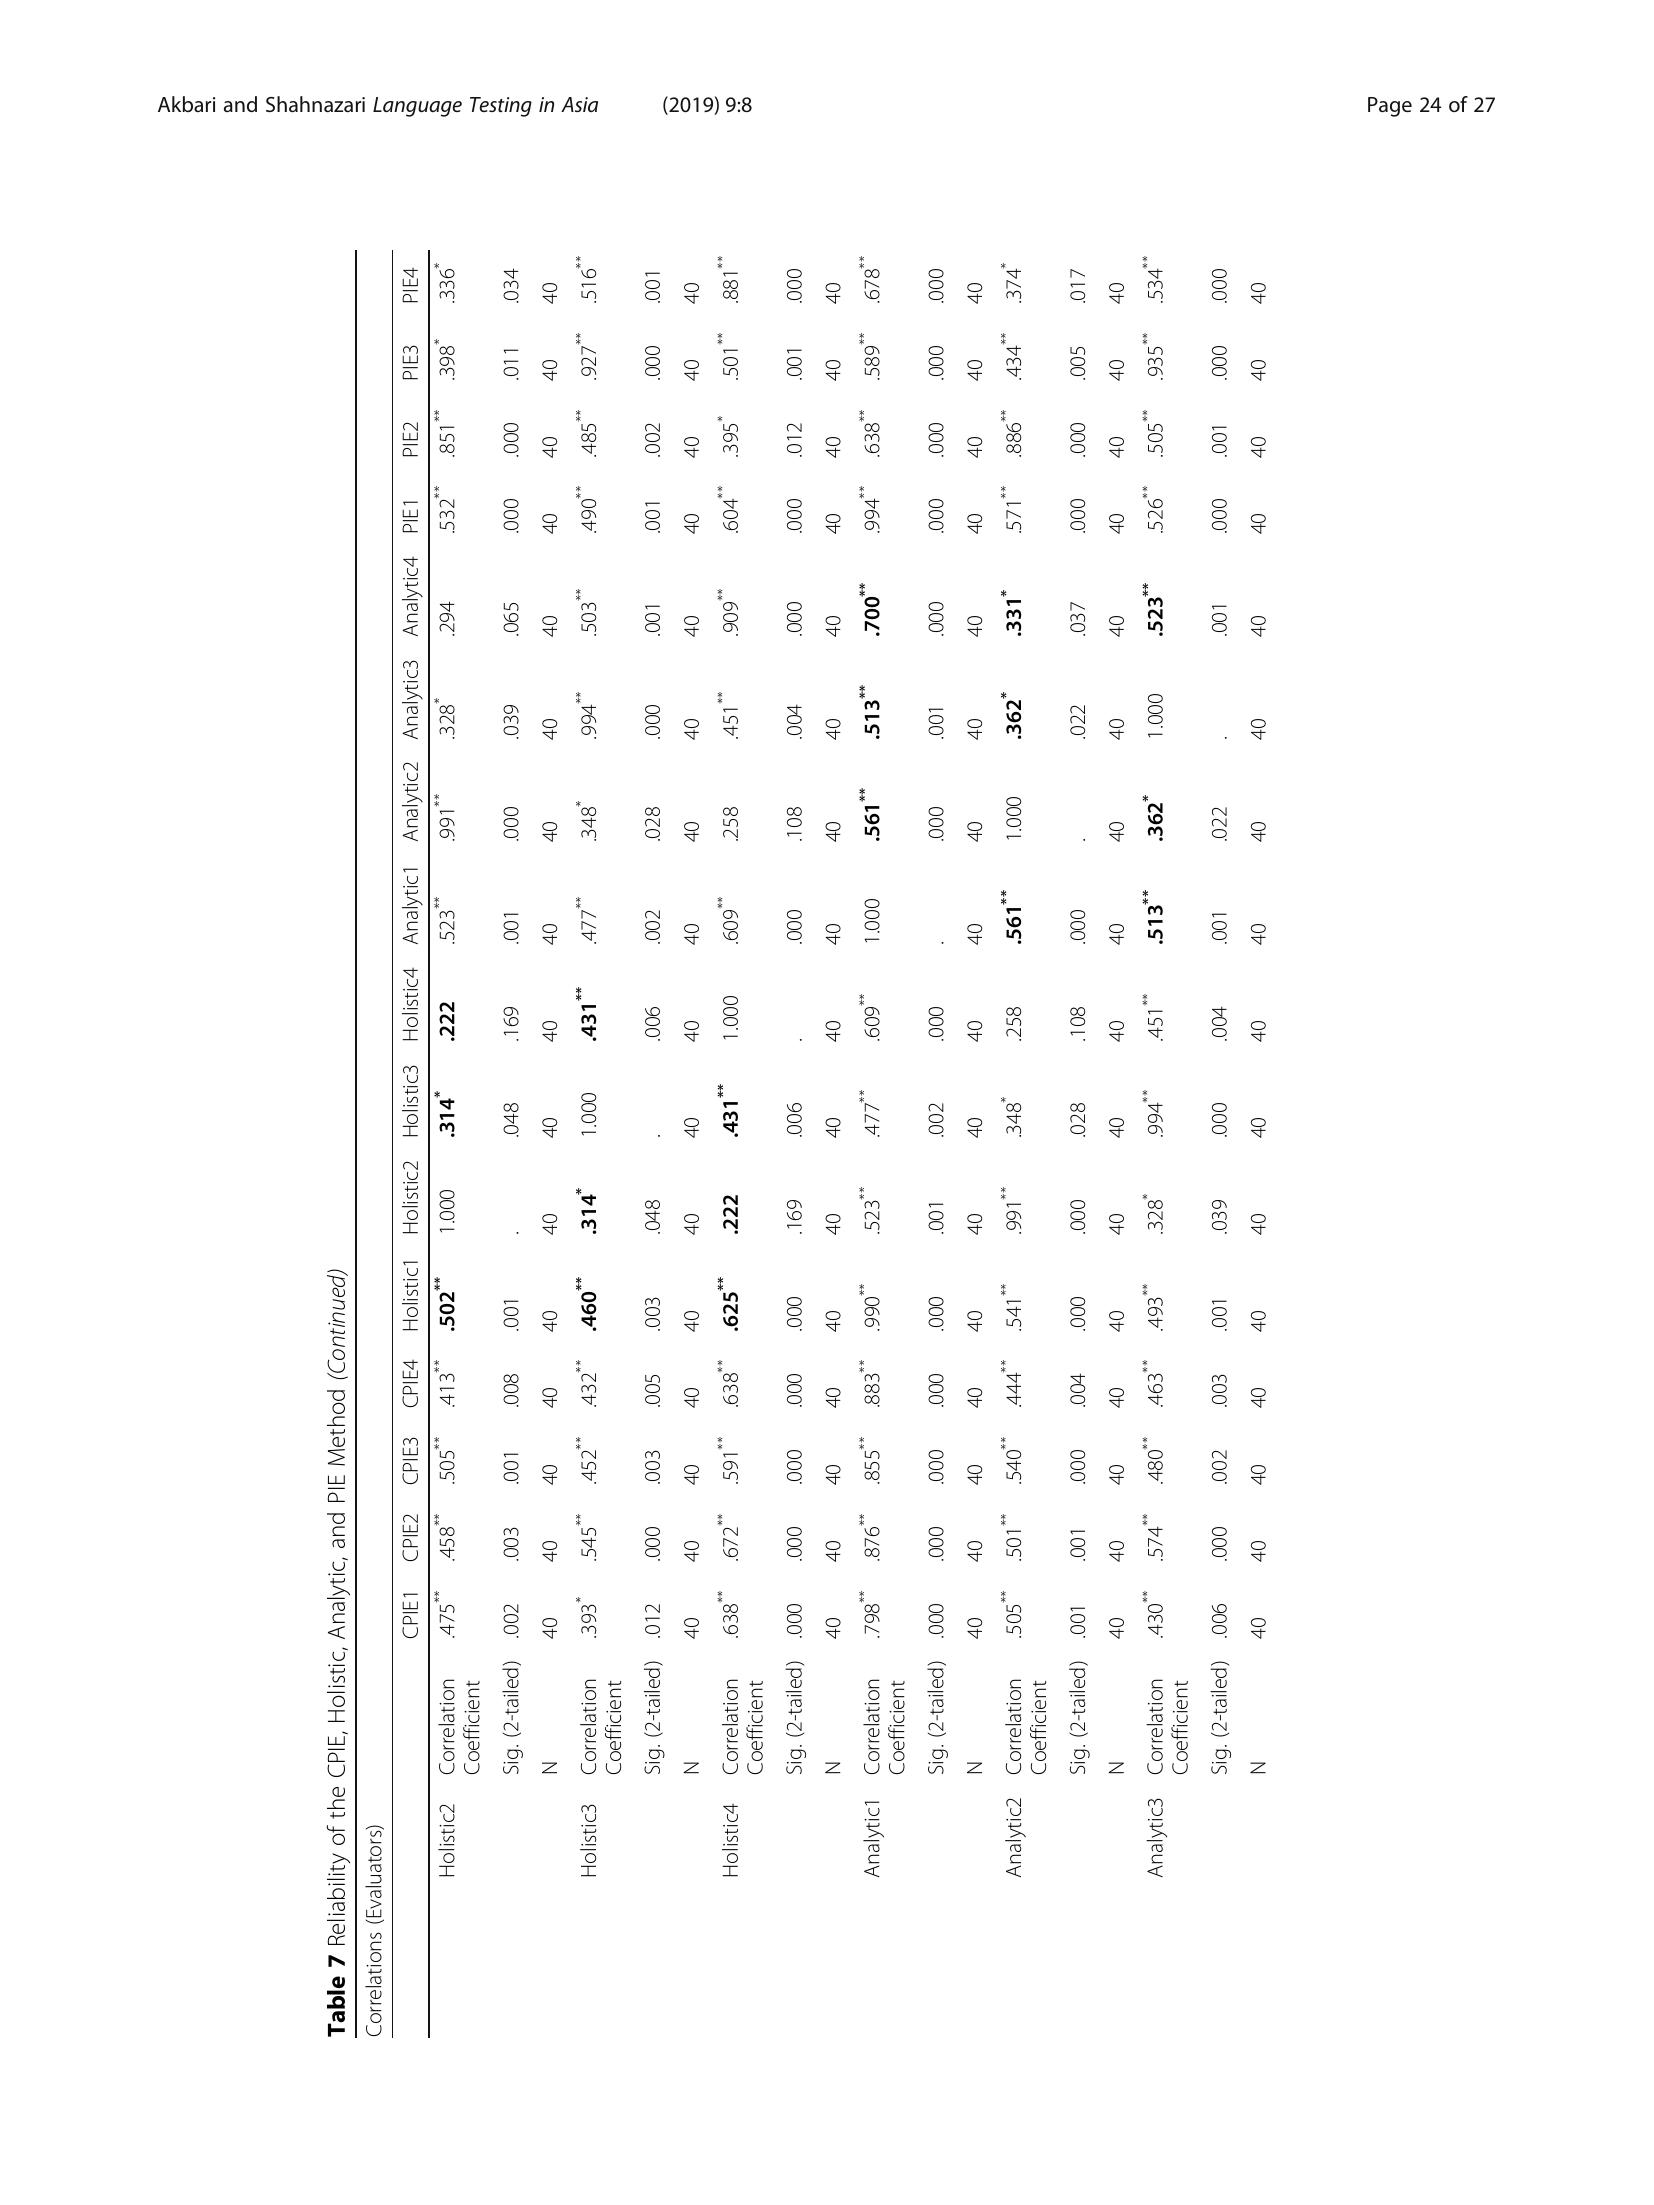 Akbari and Shahnazari Language Testing in Asia (2019) 9:8 Page 24 of 27
Table 7 Reliability of the CPIE, Holistic, Analytic, and PIE Method (Continued)
Correlations (Evaluators)
CPIE1 CPIE2 CPIE3 CPIE4 Holistic1 Holistic2 Holistic3 Holistic4 Analytic1 Analytic2 Analytic3 Analytic4 PIE1 PIE2 PIE3 PIE4
Holistic2 Correlation .475** .458** .505** .413** .502** 1.000 .314* .222 .523** .991** .328* .294 .532** .851** .398* .336*
Coefficient
Sig. (2-tailed) .002 .003 .001 .008 .001 . .048 .169 .001 .000 .039 .065 .000 .000 .011 .034
N 40 40 40 40 40 40 40 40 40 40 40 40 40 40 40 40
Holistic3 Correlation .393* .545** .452** .432** .460** .314* 1.000 .431** .477** .348* .994** .503** .490** .485** .927** .516**
Coefficient
Sig. (2-tailed) .012 .000 .003 .005 .003 .048 . .006 .002 .028 .000 .001 .001 .002 .000 .001
N 40 40 40 40 40 40 40 40 40 40 40 40 40 40 40 40
Holistic4 Correlation .638** .672** .591** .638** .625** .222 .431** 1.000 .609** .258 .451** .909** .604** .395* .501** .881**
Coefficient
Sig. (2-tailed) .000 .000 .000 .000 .000 .169 .006 . .000 .108 .004 .000 .000 .012 .001 .000
N 40 40 40 40 40 40 40 40 40 40 40 40 40 40 40 40
Analytic1 Correlation .798** .876** .855** .883** .990** .523** .477** .609** 1.000 .561** .513** .700** .994** .638** .589** .678**
Coefficient
Sig. (2-tailed) .000 .000 .000 .000 .000 .001 .002 .000 . .000 .001 .000 .000 .000 .000 .000
N 40 40 40 40 40 40 40 40 40 40 40 40 40 40 40 40
Analytic2 Correlation .505** .501** .540** .444** .541** .991** .348* .258 .561** 1.000 .362* .331* .571** .886** .434** .374*
Coefficient
Sig. (2-tailed) .001 .001 .000 .004 .000 .000 .028 .108 .000 . .022 .037 .000 .000 .005 .017
N 40 40 40 40 40 40 40 40 40 40 40 40 40 40 40 40
Analytic3 Correlation .430** .574** .480** .463** .493** .328* .994** .451** .513** .362* 1.000 .523** .526** .505** .935** .534**
Coefficient
Sig. (2-tailed) .006 .000 .002 .003 .001 .039 .000 .004 .001 .022 . .001 .000 .001 .000 .000
N 40 40 40 40 40 40 40 40 40 40 40 40 40 40 40 40